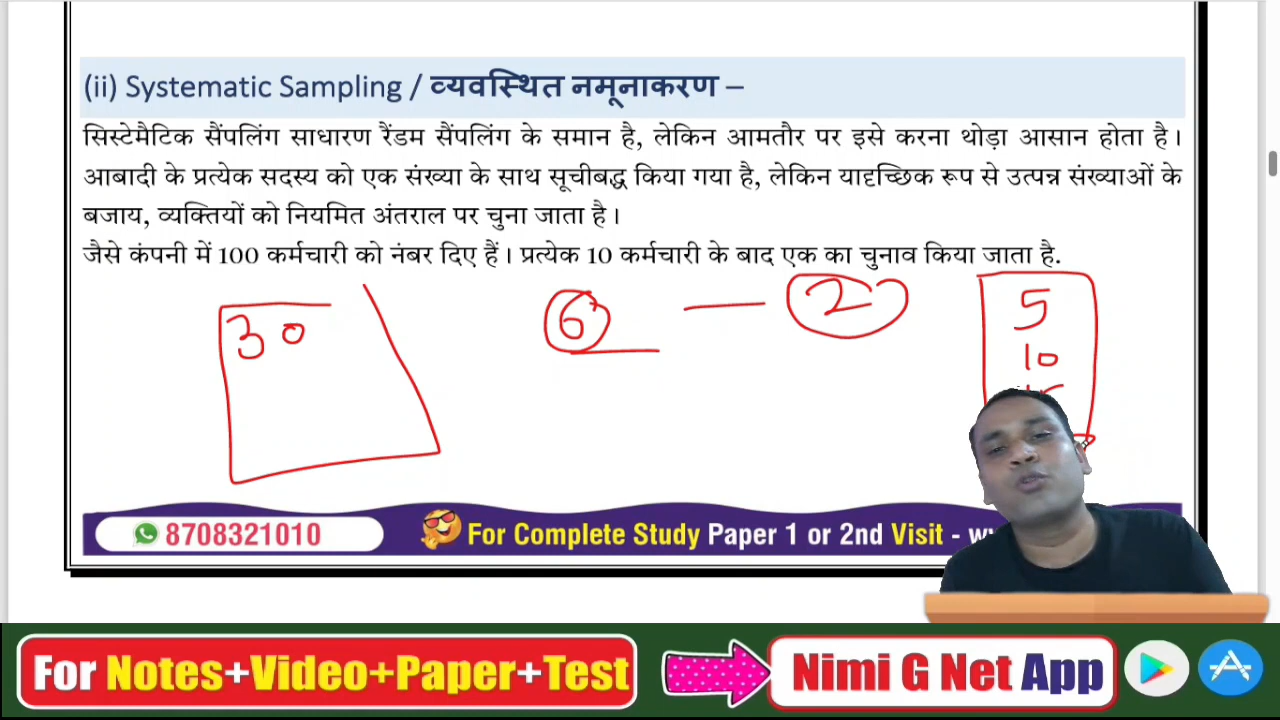 (ii) Systematic Sampling / व्यवस्थित नमूनाकरण –
सिस्टेमैटिक सैंपलिंग साधारण रैंडम सैंपलिंग के समान है, लेकिन आमतौर पर इसे करना थोड़ा आसान होता है।
आबादी के प्रत्येक सदस्य को एक संख्या के साथ सूचीबद्ध किया गया है, लेकिन यादृच्छिक रूप से उत्पन्न संख्याओं के
बजाय, व्यक्तियों को नियमित अंतराल पर चुना जाता है।
जैसे कंपनी में 100 कर्मचारी को नंबर दिए हैं। प्रत्येक 10 कर्मचारी के बाद एक का चुनाव किया जाता है.
30 6 — 2 5
10
8708321010 For Complete Study Paper 1 or 2nd Visit -
For Notes+Video+Paper+Test Nimi G Net App